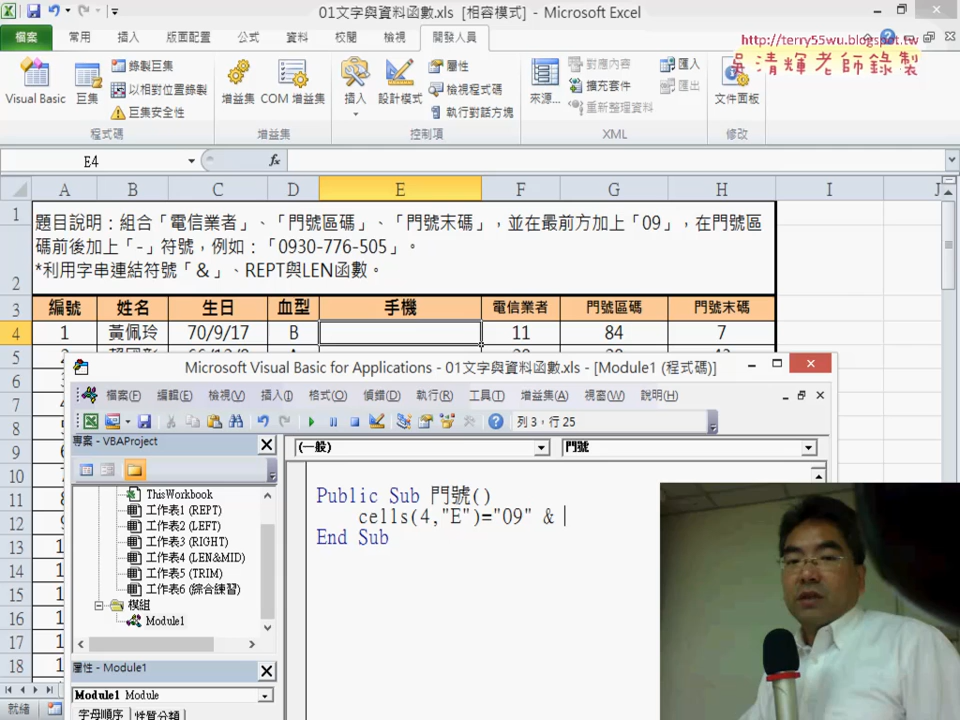 01文字與資料函數.xls [相容模式] - Microsoft Excel
檔案 常用 插入 版面配置 公式 資料 校閱 檢視 開發人員
http://terry55wu.blogspot.tw
吳清輝老師錄製
Visual Basic 巨集 錄製巨集 以相對位置錄製 巨集安全性
增益集 COM 增益集
插入 設計模式 屬性 檢視程式碼 執行對話方塊
來源... 對應內容 擴充套件 重新整理資料 匯入 匯出
文件面板
程式碼 增益集 控制項 XML 修改
E4 fx
A B C D E F G H I J
1 題目說明：組合「電信業者」、「門號區碼」、「門號末碼」，並在最前方加上「09」，在門號區
碼前後加上「-」符號，例如：「0930-776-505」。
2 *利用字串連結符號「&」、REPT與LEN函數。
3 編號 姓名 生日 血型 手機 電信業者 門號區碼 門號末碼
4 1 黃佩玲 70/9/17 B 11 84 7
5
6
7
8
9
10
11
12
13
14
15
16
17
18
就緒
Microsoft Visual Basic for Applications - 01文字與資料函數.xls - [Module1 (程式碼)]
檔案(F) 編輯(E) 檢視(V) 插入(I) 格式(O) 偵錯(D) 執行(R) 工具(T) 增益集(A) 視窗(W) 說明(H)
列 3，行 25
專案 - VBAProject
(一般) 門號
ThisWorkbook
工作表1 (REPT)
工作表2 (LEFT)
工作表3 (RIGHT)
工作表4 (LEN&MID)
工作表5 (TRIM)
工作表6 (綜合練習)
模組
Module1
屬性 - Module1
Module1 Module
字母順序 性質分類
Public Sub 門號()
cells(4,"E")="09" &
End Sub